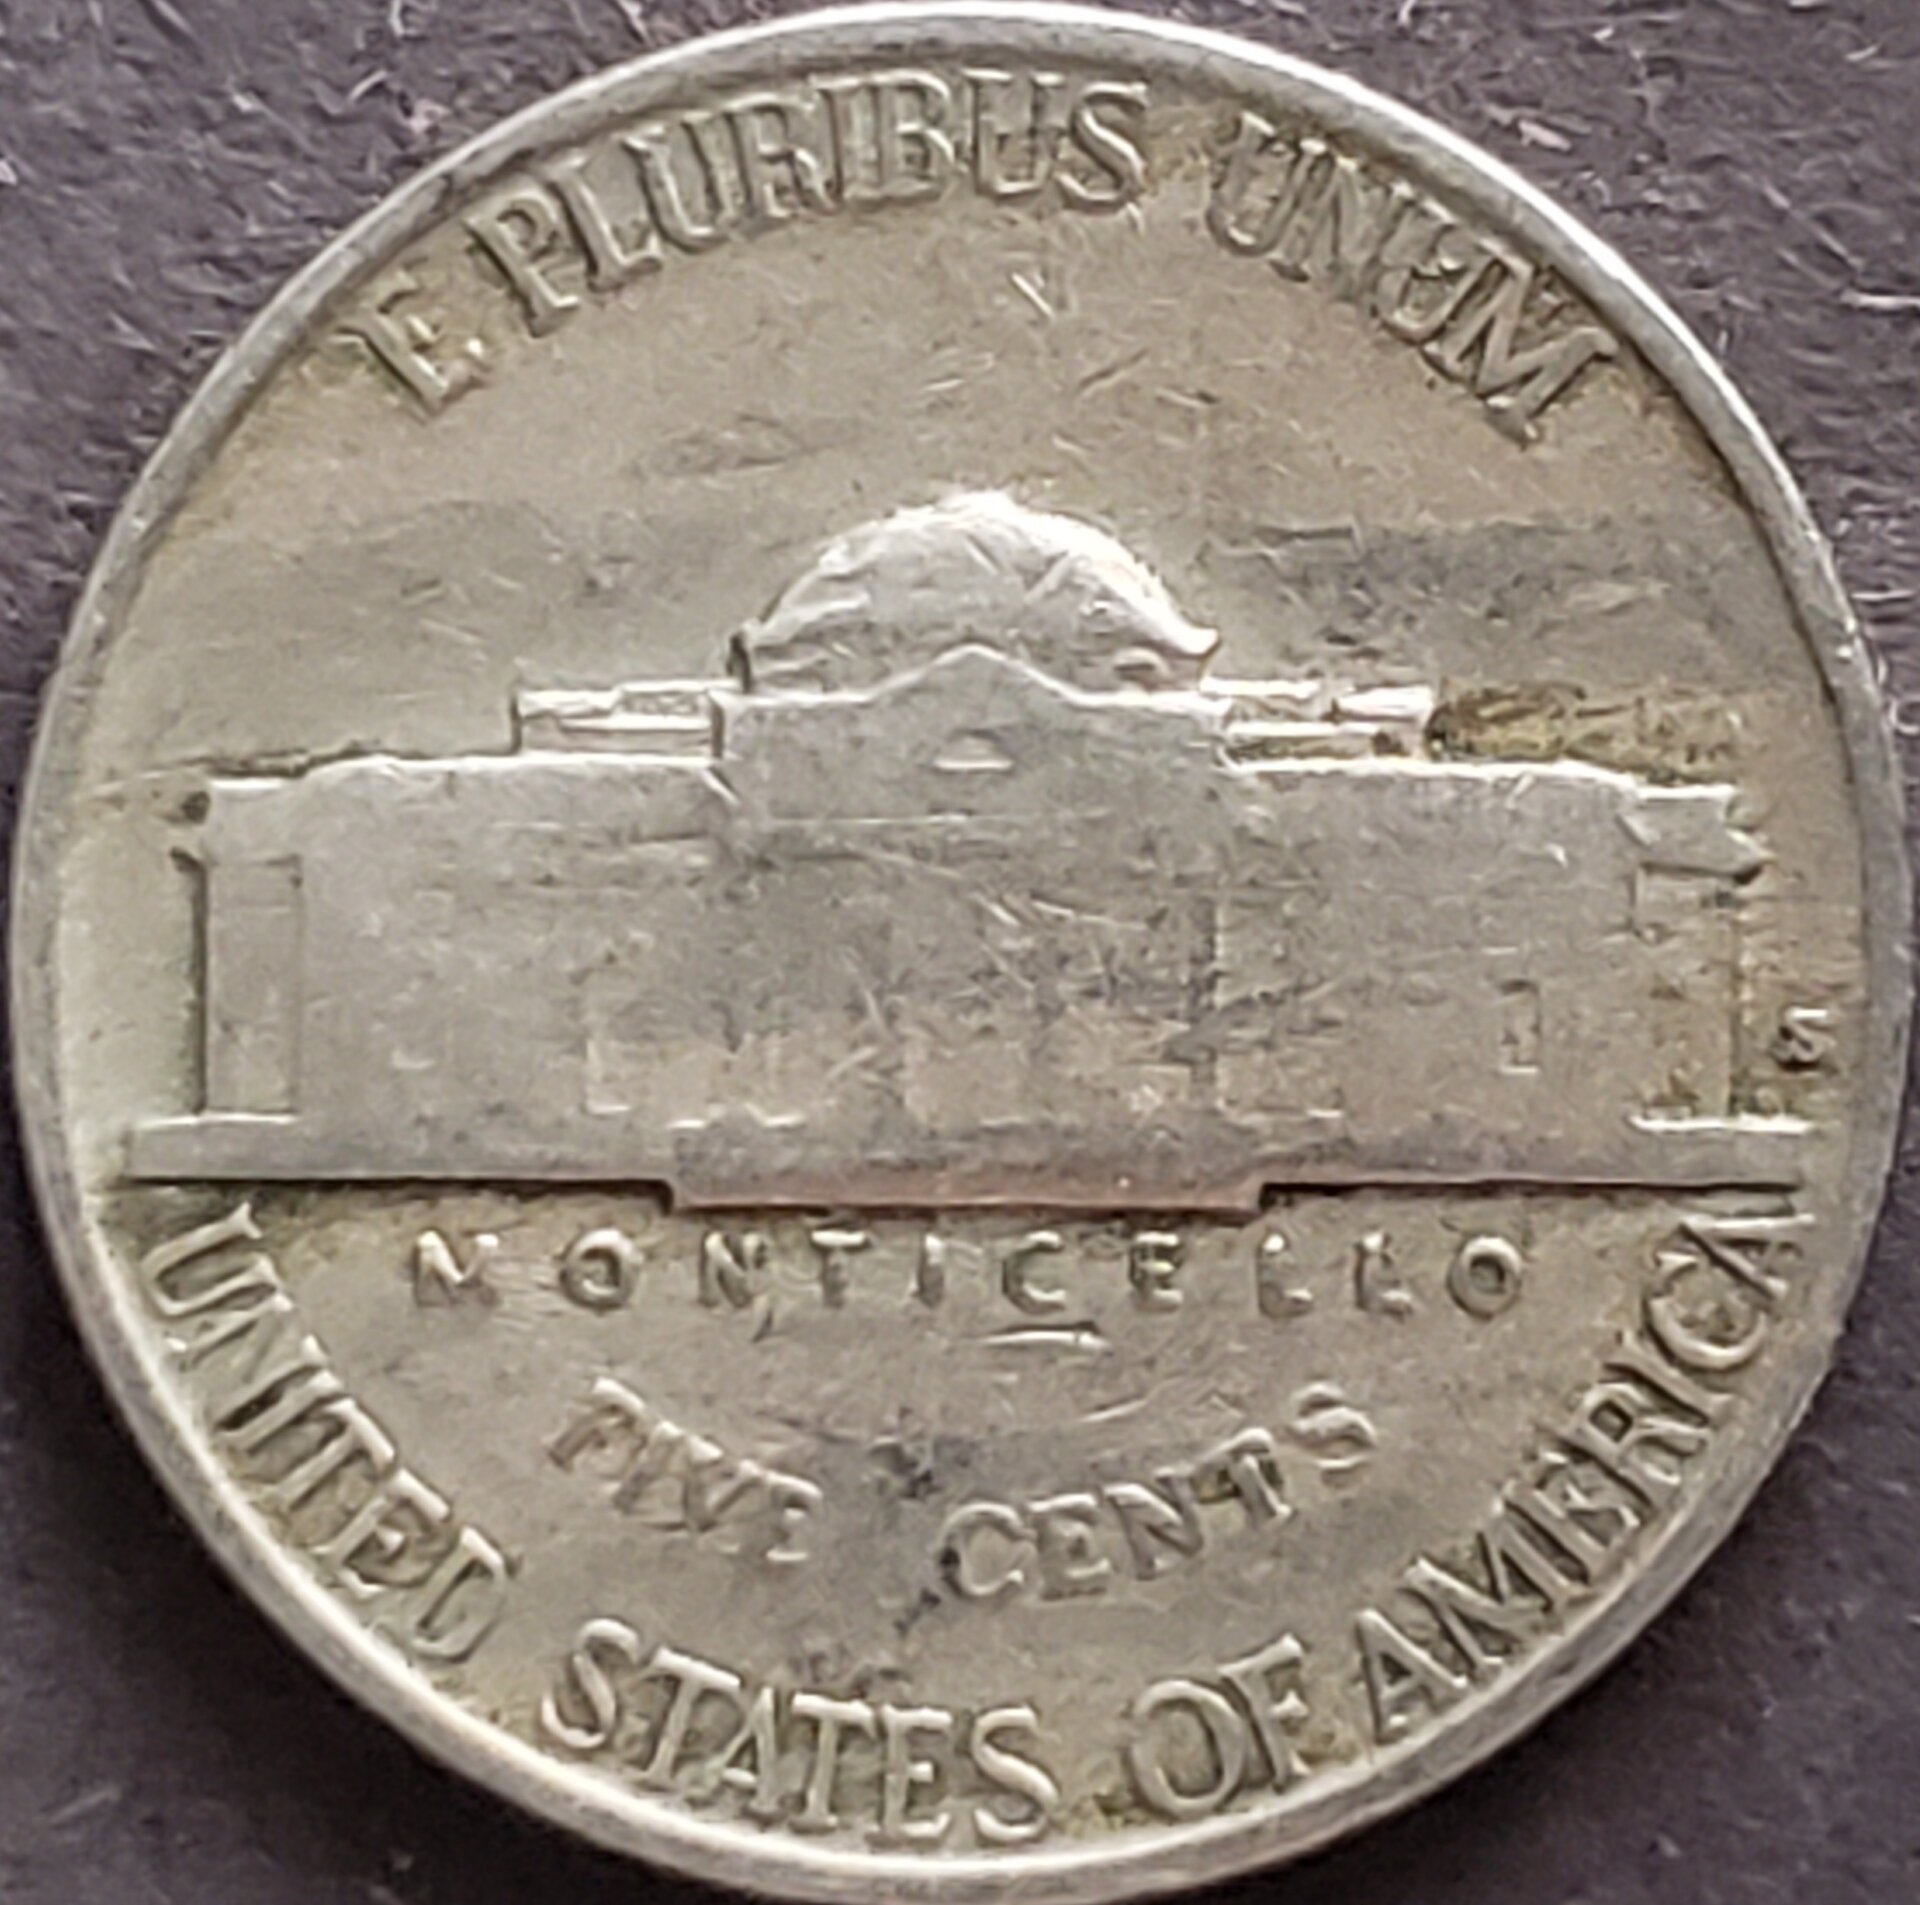 E PLURIBUS UNUM
S
MONTICELLO
FIVE CENTS
UNITED STATES OF AMERICA